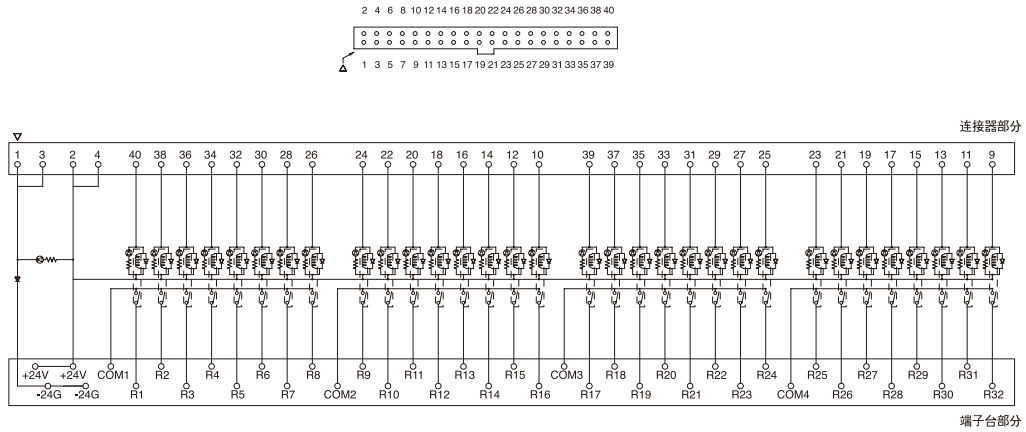 2 4 6 8 10 12 14 16 18 20 22 24 26 28 30 32 34 36 38 40
1 3 5 7 9 11 13 15 17 19 21 23 25 27 29 31 33 35 37 39
连接器部分
1 3 2 4 40 38 36 34 32 30 28 26 24 22 20 18 16 14 12 10 39 37 35 33 31 29 27 25 23 21 19 17 15 13 11 9
+24V +24V COM1 R2 R4 R6 R8 R9 R11 R13 R15 COM3 R18 R20 R22 R24 R25 R27 R29 R31
-24G -24G R1 R3 R5 R7 COM2 R10 R12 R14 R16 R17 R19 R21 R23 COM4 R26 R28 R30 R32
端子台部分